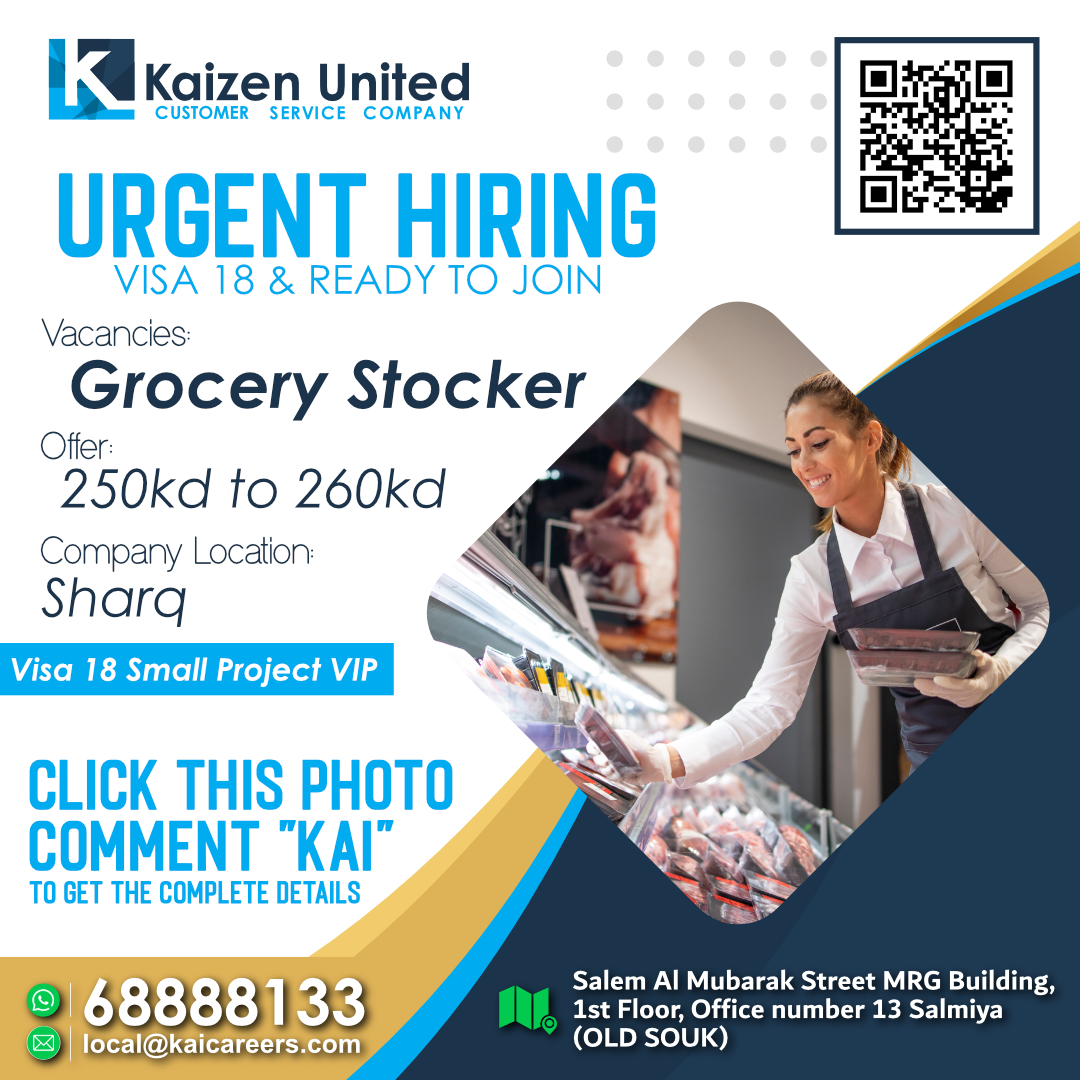 Kaizen United
CUSTOMER SERVICE COMPANY
URGENT HIRING
VISA 18 & READY TO JOIN
Vacancies:
Grocery Stocker
Offer:
250kd to 260kd
Company Location:
Sharq
Visa 18 Small Project VIP
CLICK THIS PHOTO
COMMENT "KAI"
TO GET THE COMPLETE DETAILS
68888133
local@kaicareers.com
Salem Al Mubarak Street MRG Building,
1st Floor, Office number 13 Salmiya
(OLD SOUK)